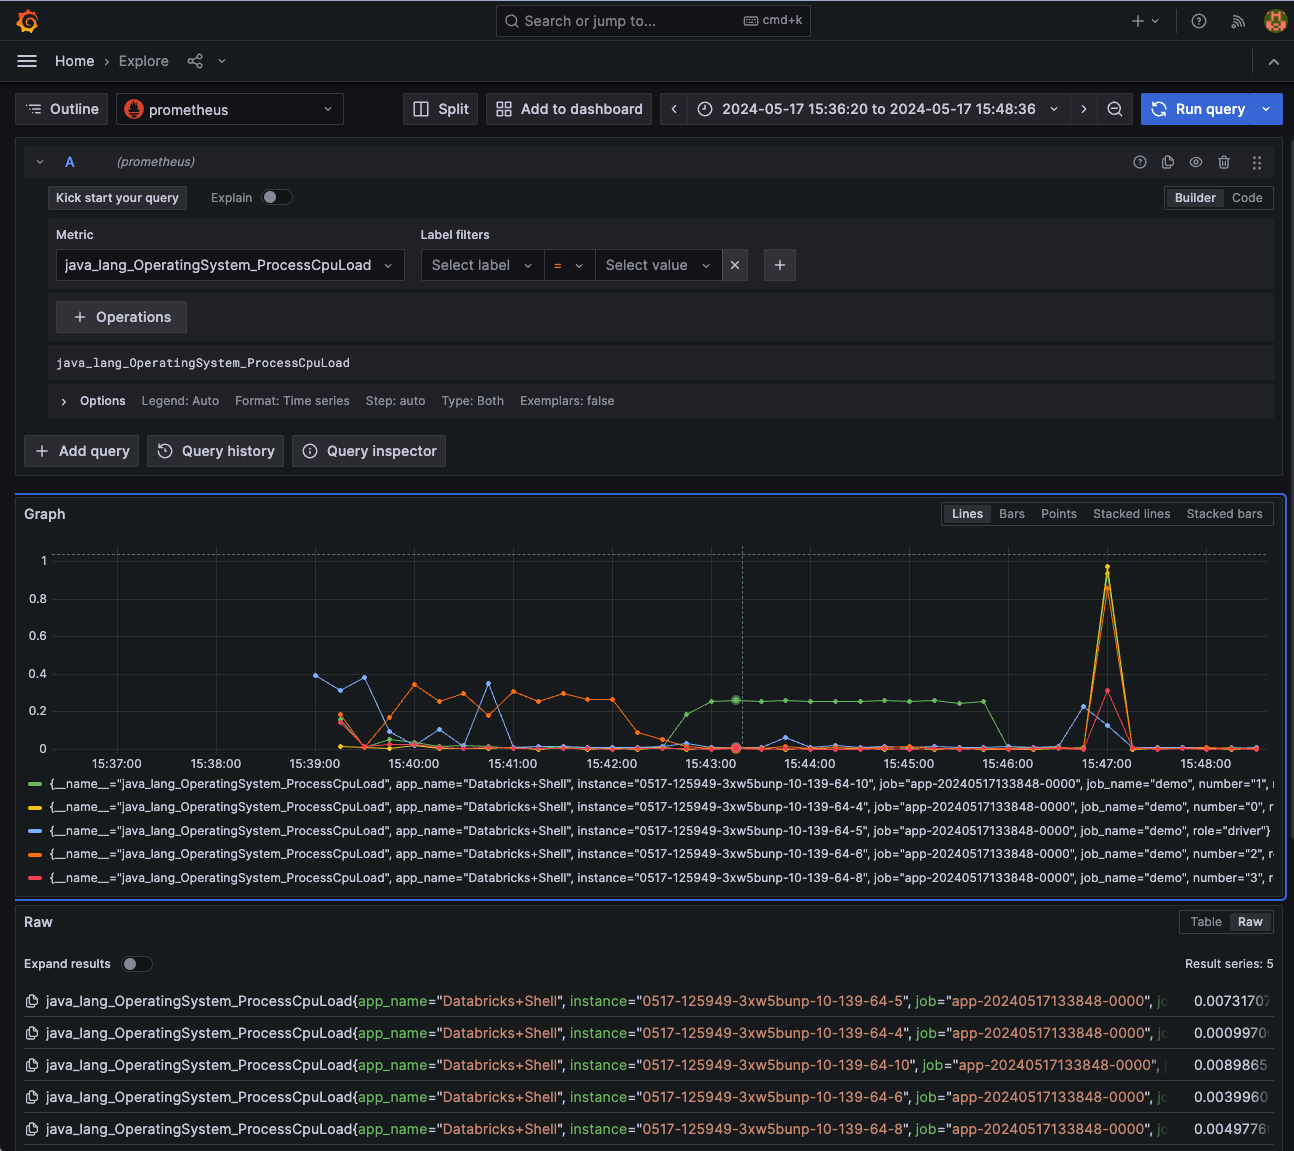 Search or jump to... cmd+k
Home › Explore
Outline prometheus Split Add to dashboard 2024-05-17 15:36:20 to 2024-05-17 15:48:36 Run query
A (prometheus)
Kick start your query Explain Builder Code
Metric Label filters
java_lang_OperatingSystem_ProcessCpuLoad Select label = Select value
+ Operations
java_lang_OperatingSystem_ProcessCpuLoad
Options Legend: Auto Format: Time series Step: auto Type: Both Exemplars: false
+ Add query Query history Query inspector
Graph Lines Bars Points Stacked lines Stacked bars
1
0.8
0.6
0.4
0.2
0
15:37:00 15:38:00 15:39:00 15:40:00 15:41:00 15:42:00 15:43:00 15:44:00 15:45:00 15:46:00 15:47:00 15:48:00
{__name__="java_lang_OperatingSystem_ProcessCpuLoad", app_name="Databricks+Shell", instance="0517-125949-3xw5bunp-10-139-64-10", job="app-20240517133848-0000", job_name="demo", number="1",
{__name__="java_lang_OperatingSystem_ProcessCpuLoad", app_name="Databricks+Shell", instance="0517-125949-3xw5bunp-10-139-64-4", job="app-20240517133848-0000", job_name="demo", number="0", r
{__name__="java_lang_OperatingSystem_ProcessCpuLoad", app_name="Databricks+Shell", instance="0517-125949-3xw5bunp-10-139-64-5", job="app-20240517133848-0000", job_name="demo", role="driver"}
{__name__="java_lang_OperatingSystem_ProcessCpuLoad", app_name="Databricks+Shell", instance="0517-125949-3xw5bunp-10-139-64-6", job="app-20240517133848-0000", job_name="demo", number="2", r
{__name__="java_lang_OperatingSystem_ProcessCpuLoad", app_name="Databricks+Shell", instance="0517-125949-3xw5bunp-10-139-64-8", job="app-20240517133848-0000", job_name="demo", number="3", r
Raw Table Raw
Expand results Result series: 5
java_lang_OperatingSystem_ProcessCpuLoad{app_name="Databricks+Shell", instance="0517-125949-3xw5bunp-10-139-64-5", job="app-20240517133848-0000", jo 0.00731707
java_lang_OperatingSystem_ProcessCpuLoad{app_name="Databricks+Shell", instance="0517-125949-3xw5bunp-10-139-64-4", job="app-20240517133848-0000", jo 0.0009970
java_lang_OperatingSystem_ProcessCpuLoad{app_name="Databricks+Shell", instance="0517-125949-3xw5bunp-10-139-64-10", job="app-20240517133848-0000", j 0.0089865
java_lang_OperatingSystem_ProcessCpuLoad{app_name="Databricks+Shell", instance="0517-125949-3xw5bunp-10-139-64-6", job="app-20240517133848-0000", jo 0.0039960
java_lang_OperatingSystem_ProcessCpuLoad{app_name="Databricks+Shell", instance="0517-125949-3xw5bunp-10-139-64-8", job="app-20240517133848-0000", jo 0.0049776